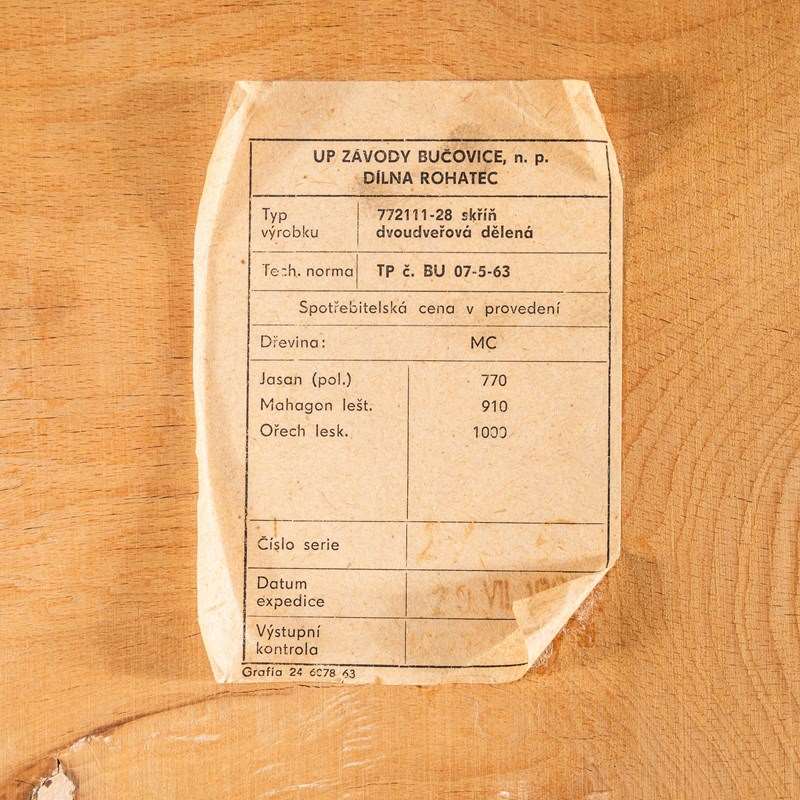 UP ZÁVODY BUČOVICE, n. p.
DÍLNA ROHATEC
Typ výrobku 772111-28 skříň dvoudveřová dělená
Tech. norma TP č. BU 07-5-63
Spotřebitelská cena v provedení
Dřevina: MC
Jasan (pol.) 770
Mahagon lešt. 910
Ořech lesk. 1000
Číslo serie
Datum expedice
Výstupní kontrola
Grafia 24 6078 63